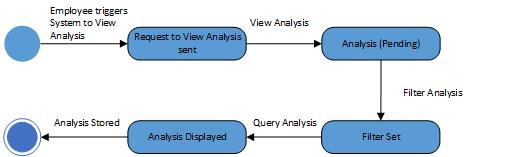 Employee triggers
System to View
Analysis
Request to View Analysis
sent
View Analysis
Analysis (Pending)
Filter Analysis
Filter Set
Query Analysis
Analysis Displayed
Analysis Stored